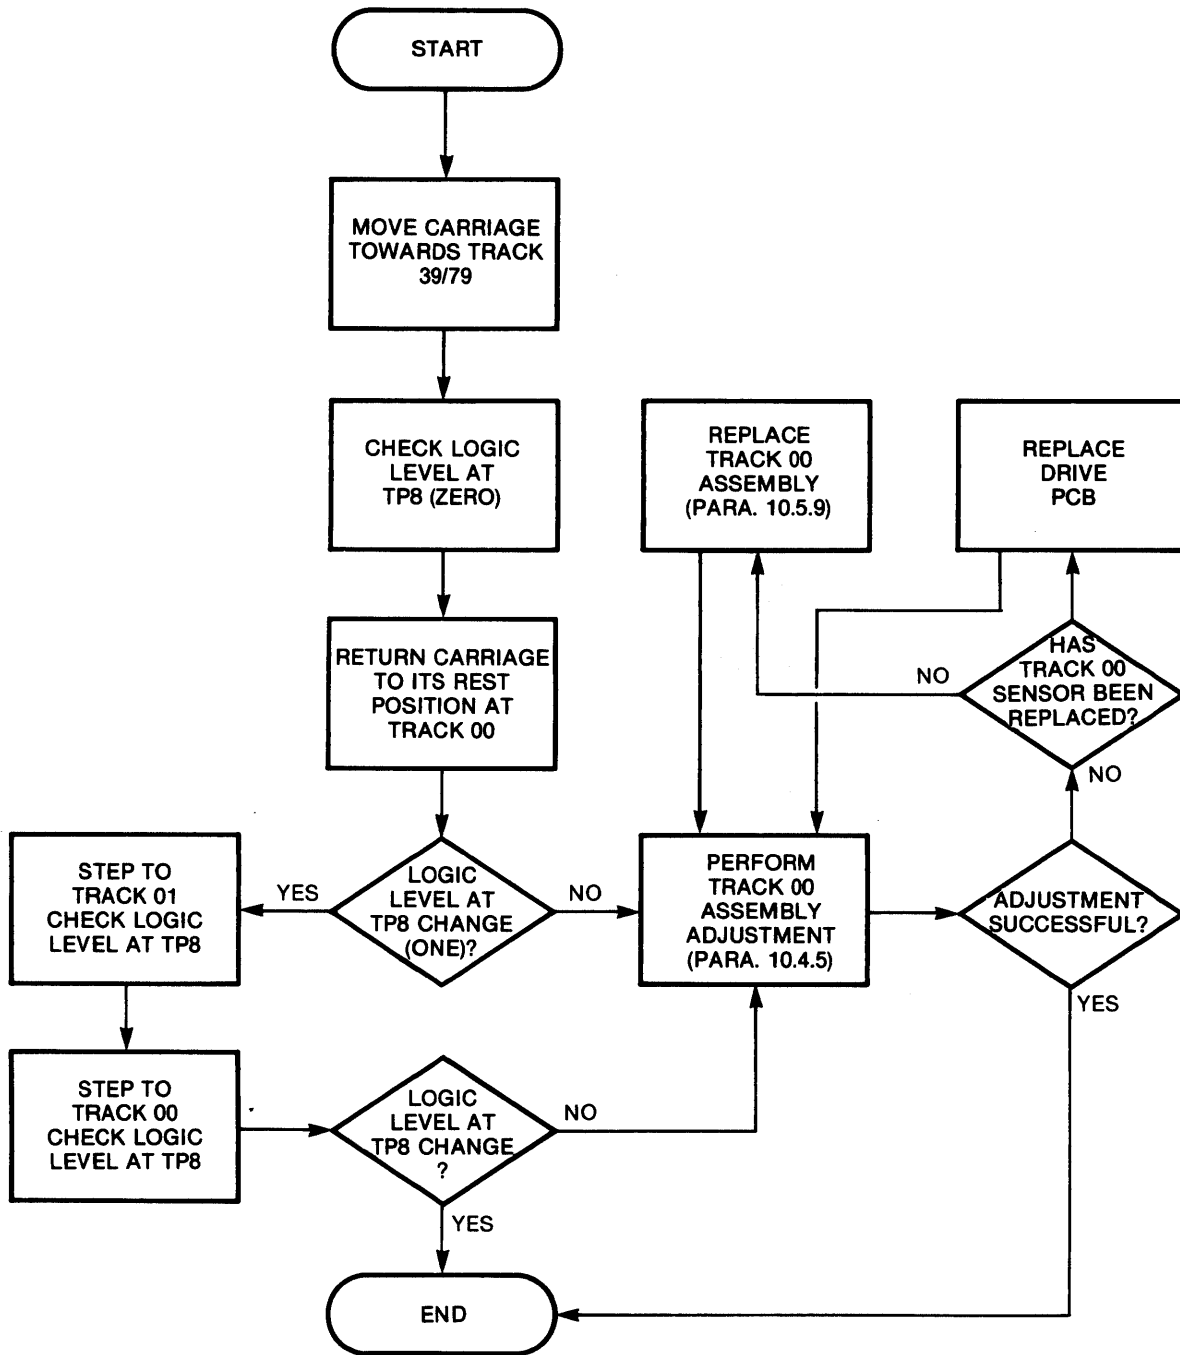 START
MOVE CARRIAGE
TOWARDS TRACK
39/79
CHECK LOGIC
LEVEL AT
TP8 (ZERO)
REPLACE
TRACK 00
ASSEMBLY
(PARA. 10.5.9)
REPLACE
DRIVE
PCB
RETURN CARRIAGE
TO ITS REST
POSITION AT
TRACK 00
NO
HAS
TRACK 00
SENSOR BEEN
REPLACED?
NO
STEP TO
TRACK 01
CHECK LOGIC
LEVEL AT TP8
YES
LOGIC
LEVEL AT
TP8 CHANGE
(ONE)?
NO
PERFORM
TRACK 00
ASSEMBLY
ADJUSTMENT
(PARA. 10.4.5)
ADJUSTMENT
SUCCESSFUL?
YES
STEP TO
TRACK 00
CHECK LOGIC
LEVEL AT TP8
LOGIC
LEVEL AT
TP8 CHANGE
?
NO
YES
END